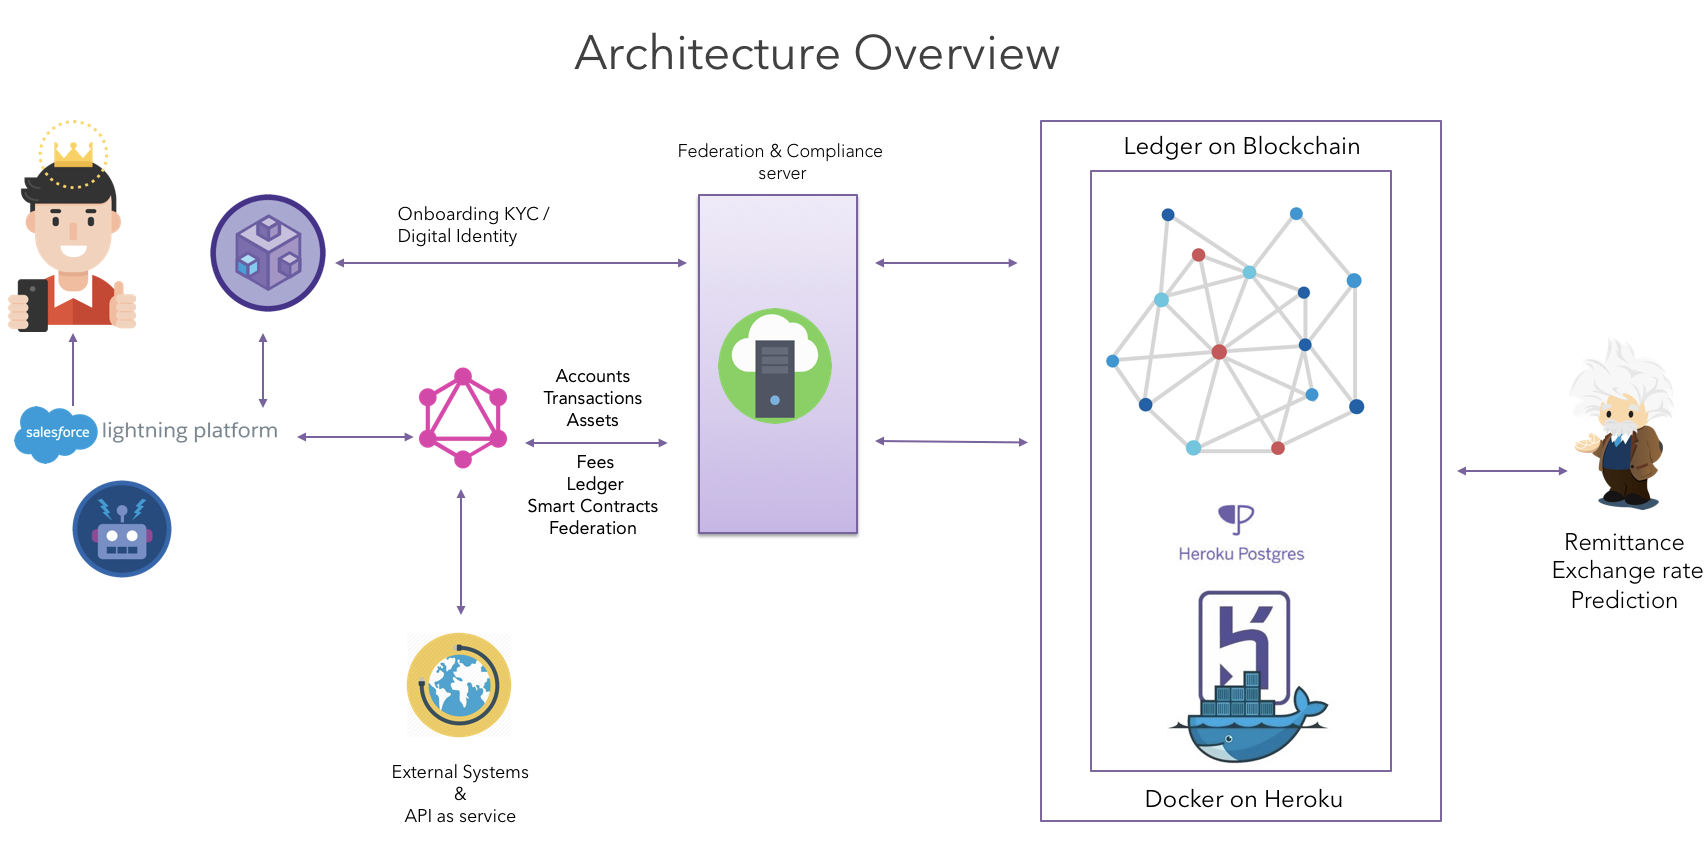 Architecture Overview
Federation & Compliance
server
Onboarding KYC /
Digital Identity
Ledger on Blockchain
salesforce
lightning platform
Accounts
Transactions
Assets
Fees
Ledger
Smart Contracts
Federation
Heroku Postgres
Remittance
Exchange rate
Prediction
External Systems
&
API as service
Docker on Heroku